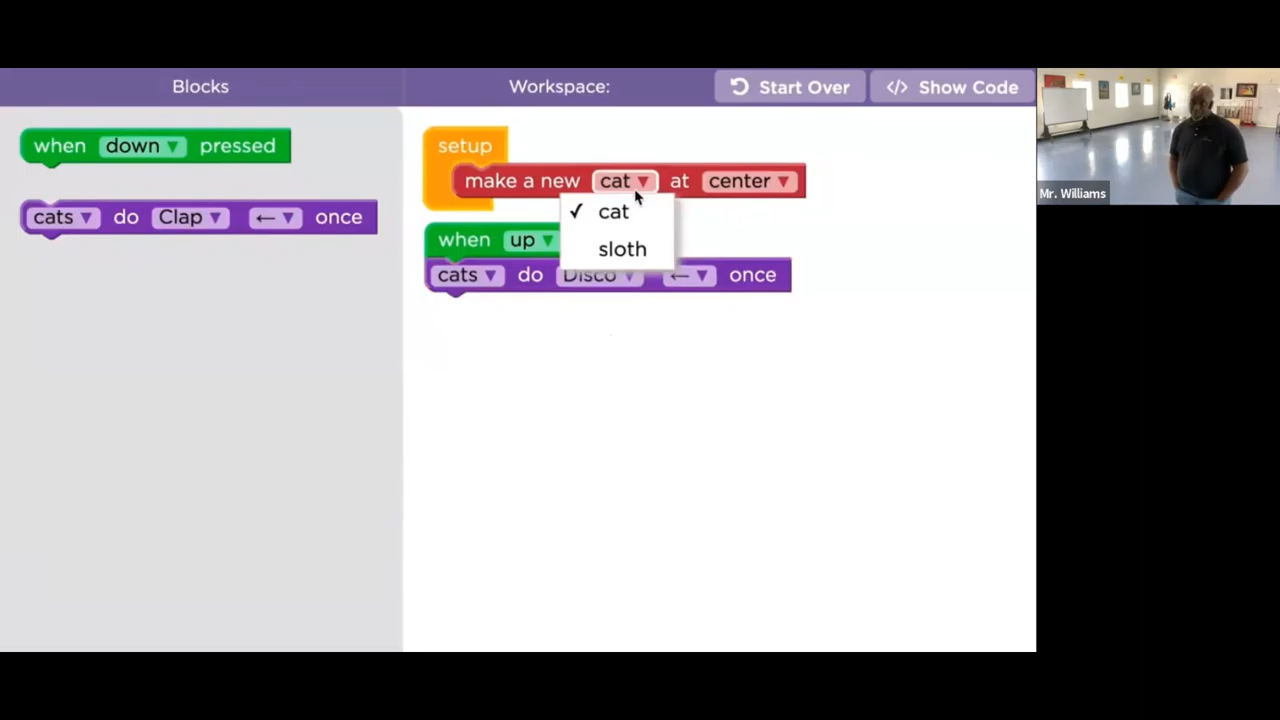 Blocks
Workspace:
Start Over
</> Show Code
when down ▼ pressed
cats ▼ do Clap ▼ ← ▼ once
setup
make a new cat ▼ at center ▼
✓ cat
sloth
when up ▼
cats ▼ do Disco ▼ ← ▼ once
Mr. Williams